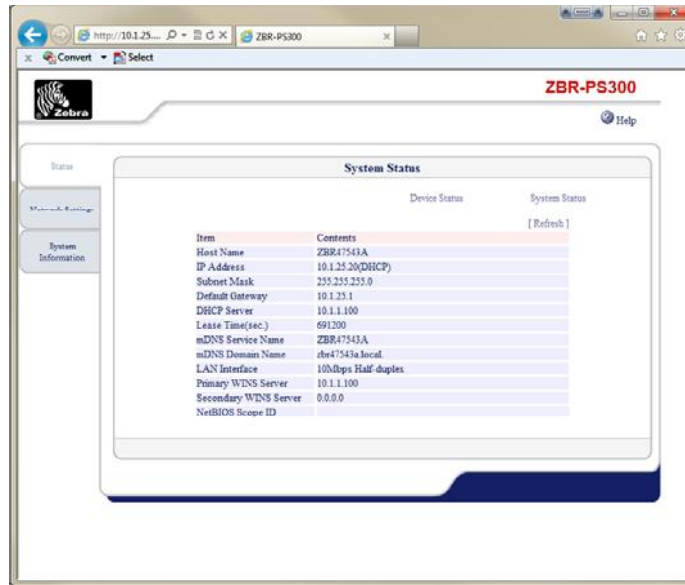 http://10.1.25.... ZBR-PS300
x Convert Select
Zebra
ZBR-PS300
Help
Status
Network Settings
System
Information
System Status
Device Status System Status
[ Refresh ]
Item Contents
Host Name ZBR47543A
IP Address 10.1.25.20(DHCP)
Subnet Mask 255.255.255.0
Default Gateway 10.1.25.1
DHCP Server 10.1.1.100
Lease Time(sec.) 691200
mDNS Service Name ZBR47543A
mDNS Domain Name zbr47543a.local.
LAN Interface 10Mbps Half-duplex
Primary WINS Server 10.1.1.100
Secondary WINS Server 0.0.0.0
NetBIOS Scope ID